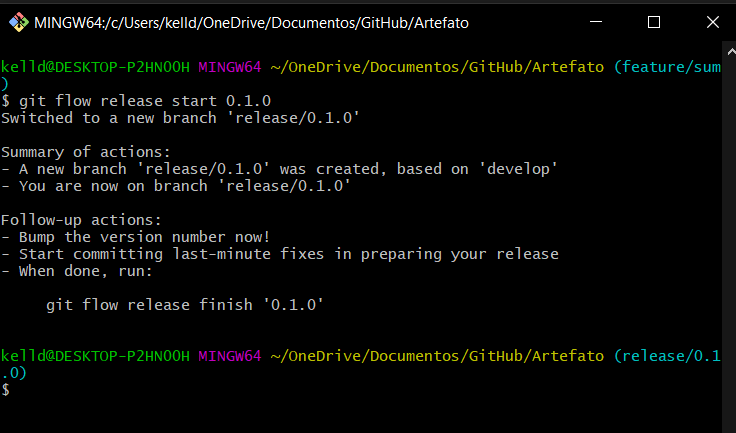 MINGW64:/c/Users/kelld/OneDrive/Documentos/GitHub/Artefato
kelld@DESKTOP-P2HNOOH MINGW64 ~/OneDrive/Documentos/GitHub/Artefato (feature/sum
)
$ git flow release start 0.1.0
Switched to a new branch 'release/0.1.0'

Summary of actions:
- A new branch 'release/0.1.0' was created, based on 'develop'
- You are now on branch 'release/0.1.0'

Follow-up actions:
- Bump the version number now!
- Start committing last-minute fixes in preparing your release
- When done, run:

     git flow release finish '0.1.0'

kelld@DESKTOP-P2HNOOH MINGW64 ~/OneDrive/Documentos/GitHub/Artefato (release/0.1
.0)
$